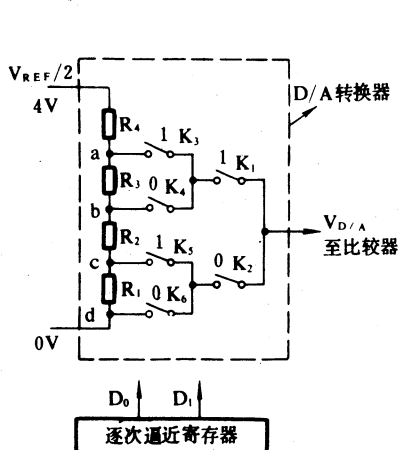 V_REF/2
4V
D/A转换器
R₄
1 K₃
a
1 K₁
R₃
0 K₄
b
R₂
1 K₅
V_D/A
至比较器
c
0 K₂
R₁
0 K₆
d
0V
D₀ D₁
逐次逼近寄存器